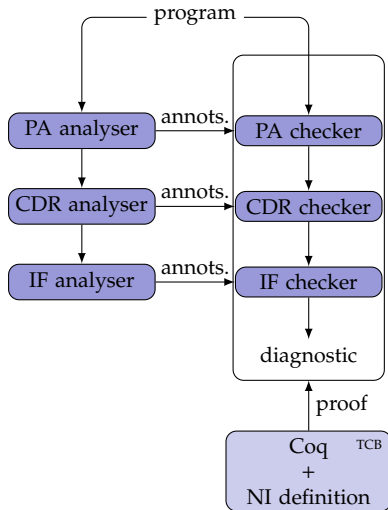 program
PA analyser
annots.
PA checker
CDR analyser
annots.
CDR checker
IF analyser
annots.
IF checker
diagnostic
proof
Coq TCB
+
NI definition